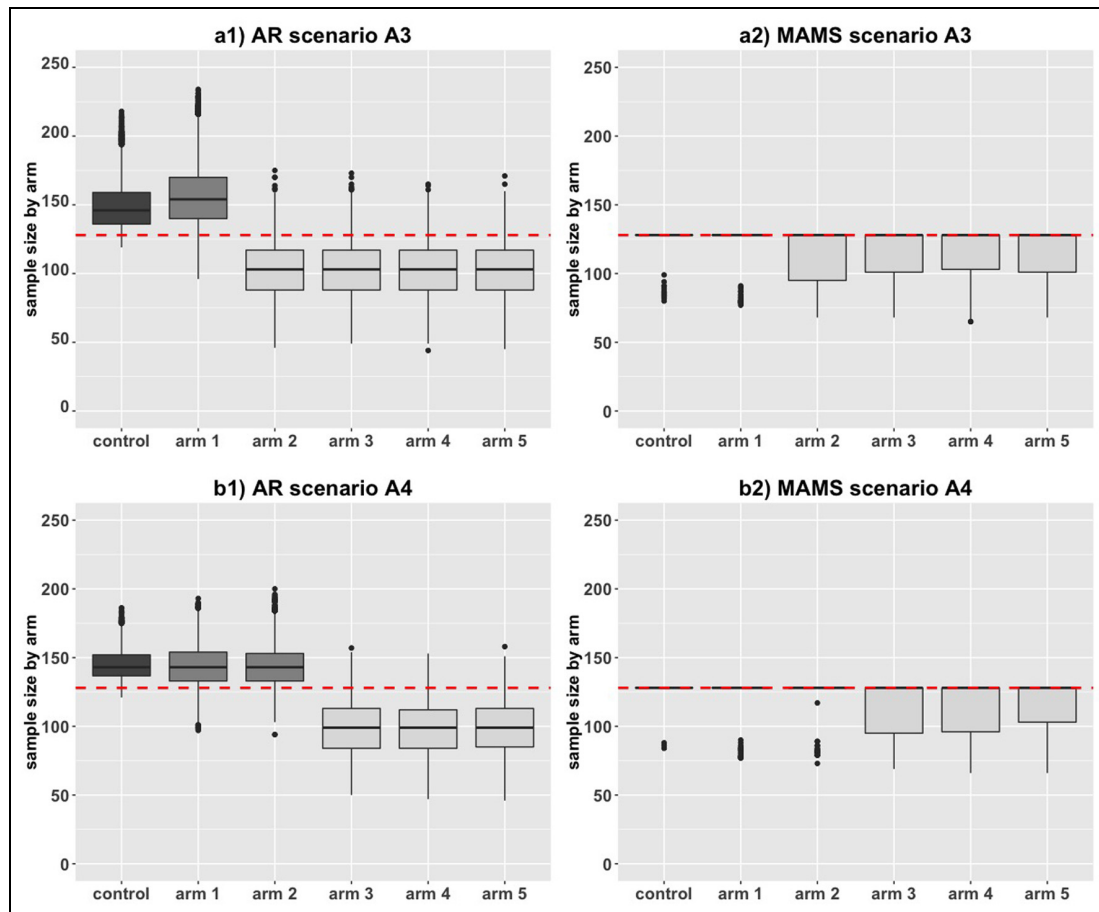 a1) AR scenario A3
sample size by arm
250
200
150
100
50
0
control arm 1 arm 2 arm 3 arm 4 arm 5
a2) MAMS scenario A3
sample size by arm
250
200
150
100
50
0
control arm 1 arm 2 arm 3 arm 4 arm 5
b1) AR scenario A4
sample size by arm
250
200
150
100
50
0
control arm 1 arm 2 arm 3 arm 4 arm 5
b2) MAMS scenario A4
sample size by arm
250
200
150
100
50
0
control arm 1 arm 2 arm 3 arm 4 arm 5